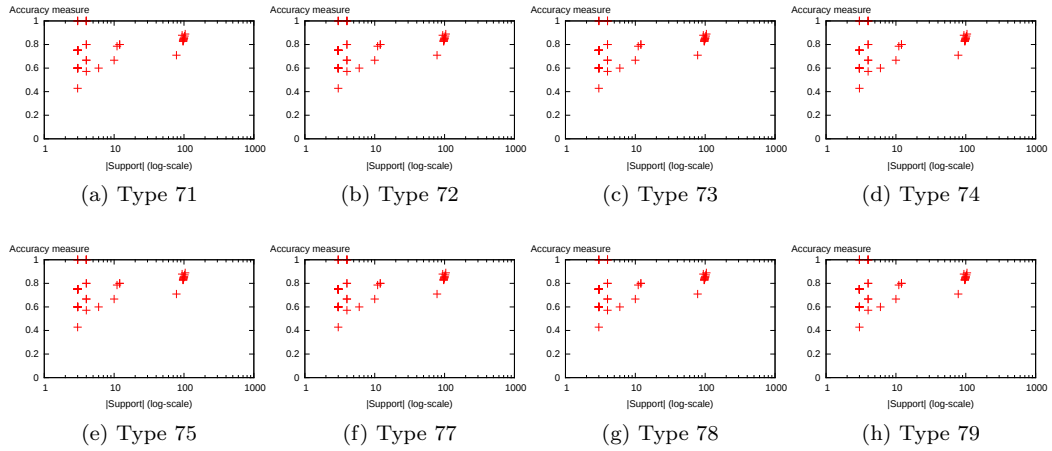 Accuracy measure Accuracy measure Accuracy measure Accuracy measure
1 1 1 1
0.8 0.8 0.8 0.8
0.6 0.6 0.6 0.6
0.4 0.4 0.4 0.4
0.2 0.2 0.2 0.2
0 0 0 0
1 10 100 1000 1 10 100 1000 1 10 100 1000 1 10 100 1000
|Support| (log-scale) |Support| (log-scale) |Support| (log-scale) |Support| (log-scale)
(a) Type 71 (b) Type 72 (c) Type 73 (d) Type 74
Accuracy measure Accuracy measure Accuracy measure Accuracy measure
1 1 1 1
0.8 0.8 0.8 0.8
0.6 0.6 0.6 0.6
0.4 0.4 0.4 0.4
0.2 0.2 0.2 0.2
0 0 0 0
1 10 100 1000 1 10 100 1000 1 10 100 1000 1 10 100 1000
|Support| (log-scale) |Support| (log-scale) |Support| (log-scale) |Support| (log-scale)
(e) Type 75 (f) Type 77 (g) Type 78 (h) Type 79